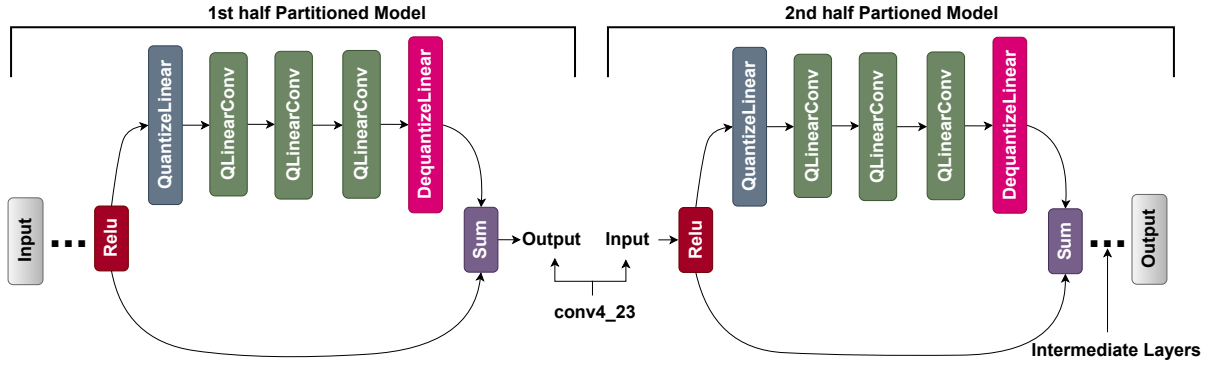 1st half Partitioned Model
2nd half Partioned Model
QuantizeLinear
QLinearConv
QLinearConv
QLinearConv
DequantizeLinear
QuantizeLinear
QLinearConv
QLinearConv
QLinearConv
DequantizeLinear
Input
Relu
Sum
Output
Input
Relu
Sum
Output
conv4_23
Intermediate Layers